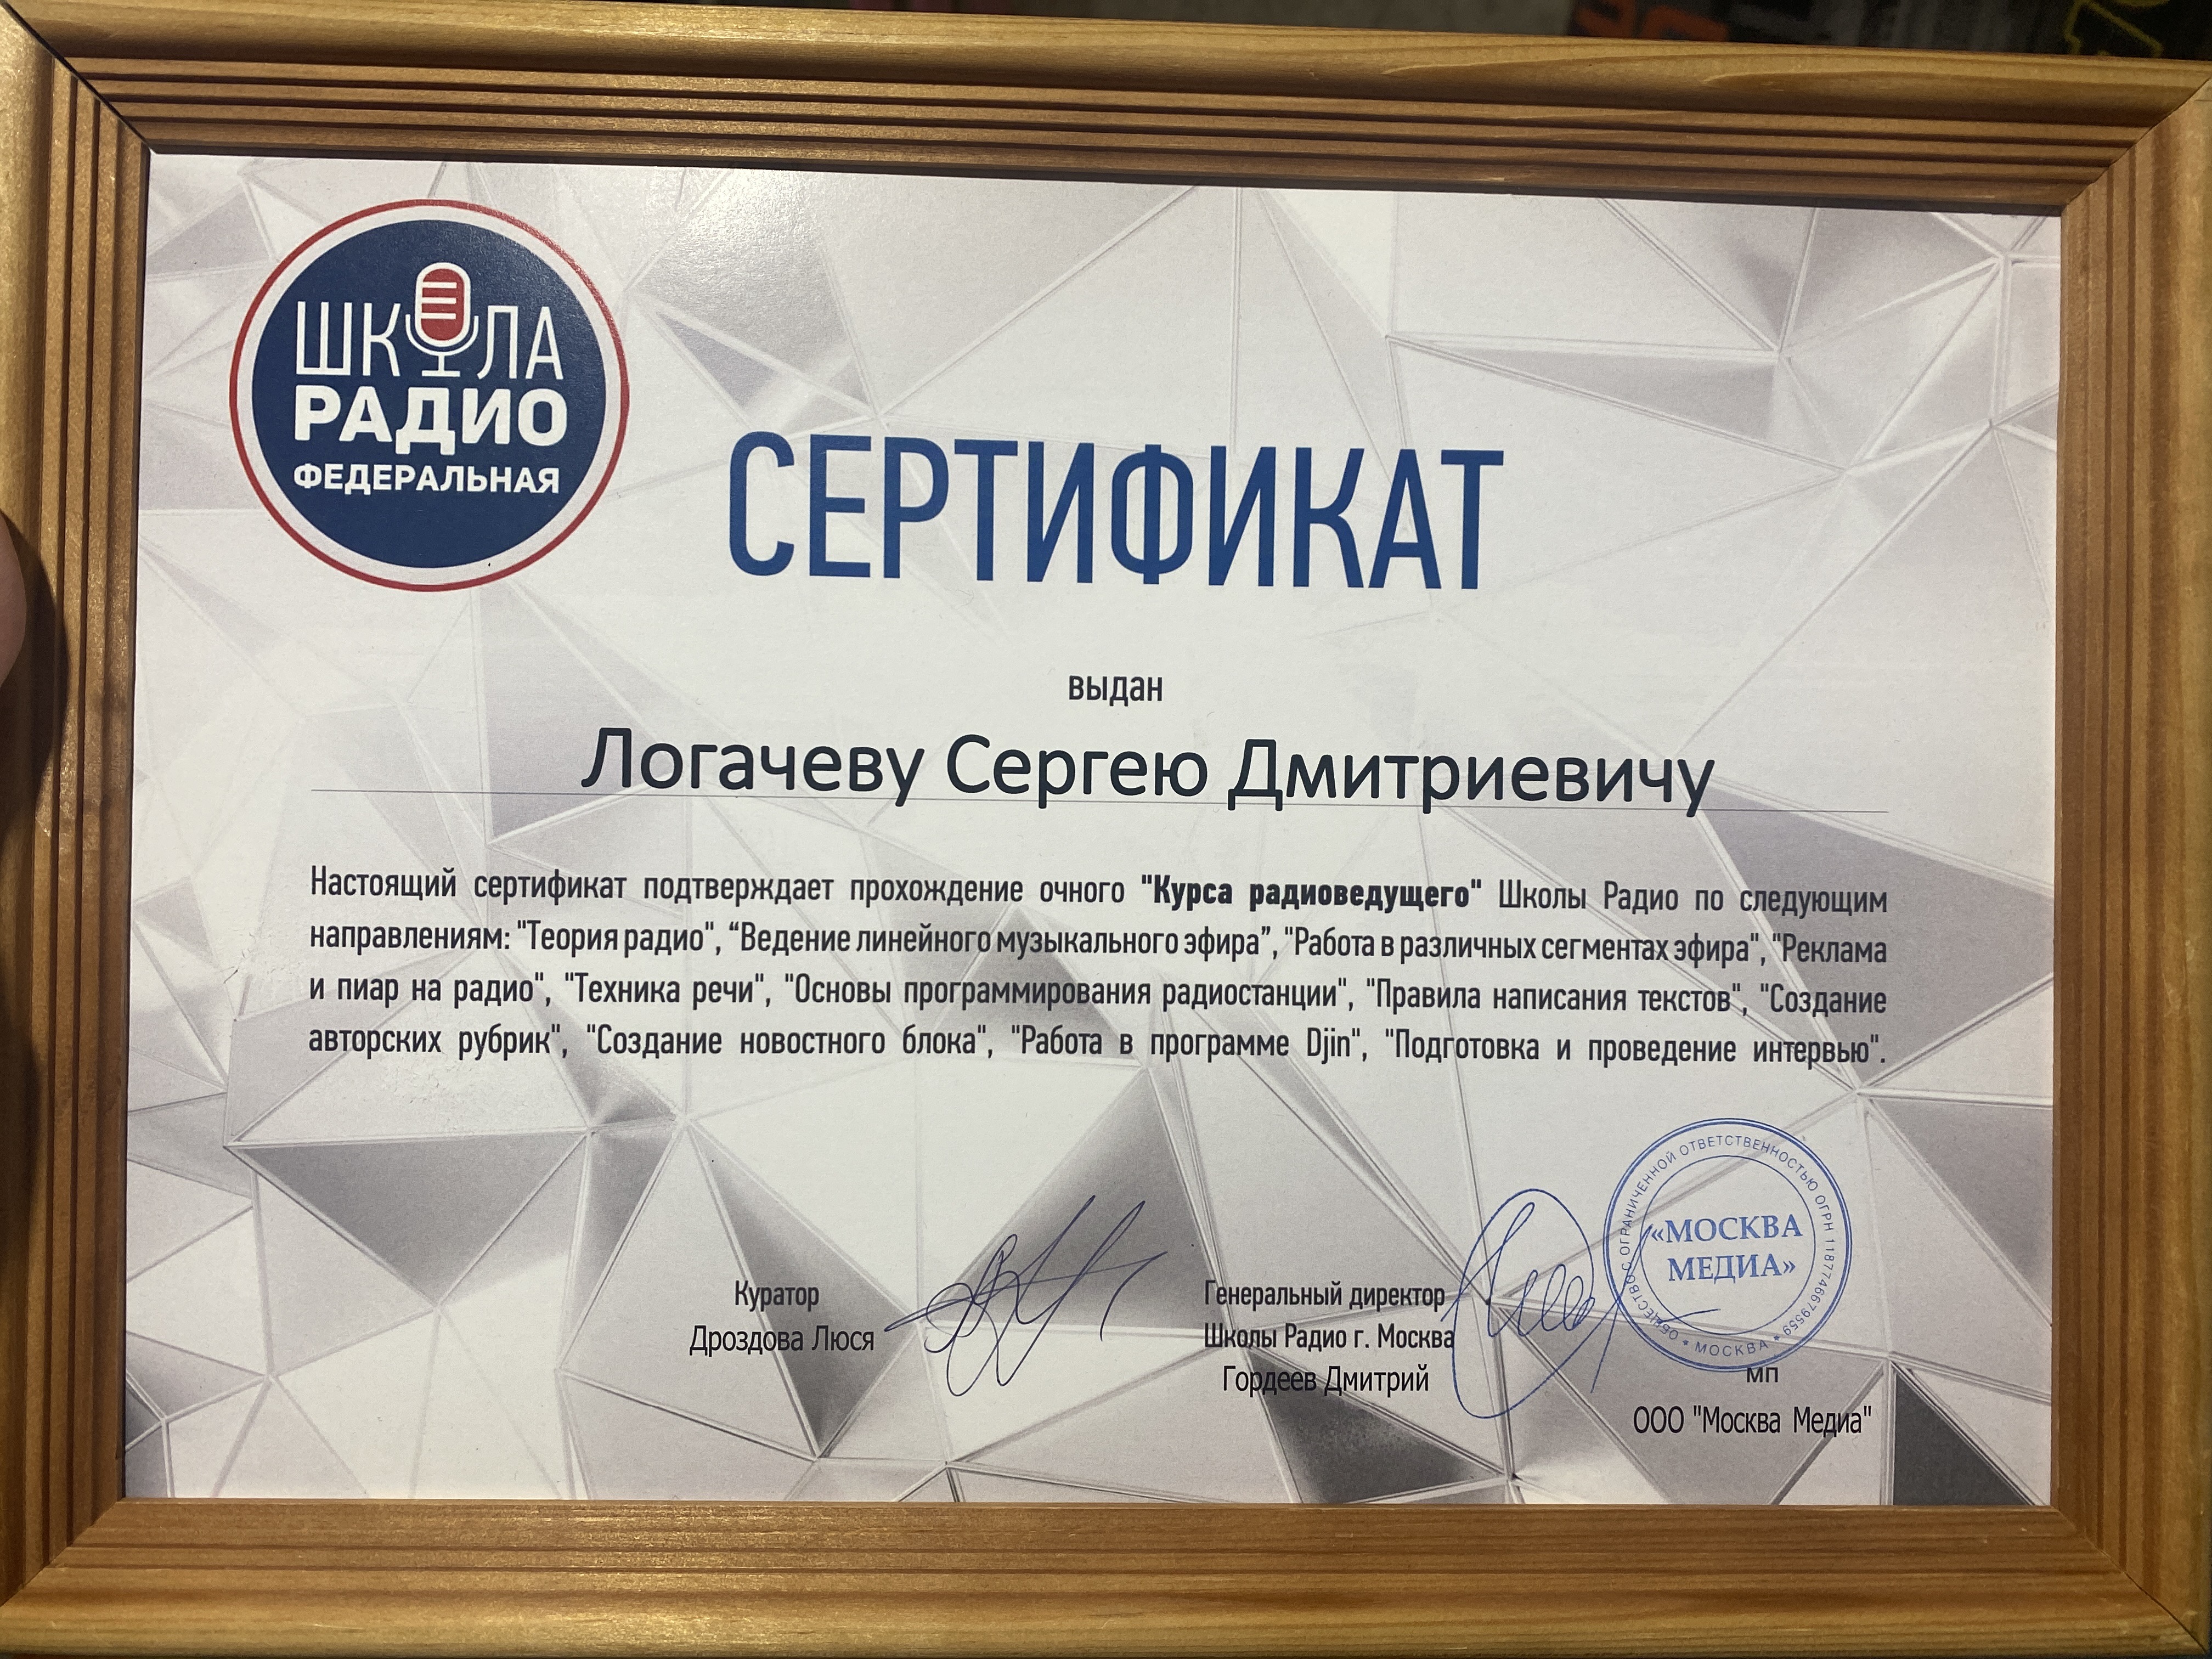 ШКОЛА
РАДИО
ФЕДЕРАЛЬНАЯ
СЕРТИФИКАТ
выдан
Логачеву Сергею Дмитриевичу
Настоящий сертификат подтверждает прохождение очного "Курса радиоведущего" Школы Радио по следующим
направлениям: "Теория радио", “Ведение линейного музыкального эфира”, "Работа в различных сегментах эфира", "Реклама
и пиар на радио", "Техника речи", "Основы программирования радиостанции", "Правила написания текстов", "Создание
авторских рубрик", "Создание новостного блока", "Работа в программе Djin", "Подготовка и проведение интервью".
Куратор
Дроздова Люся
Генеральный директор
Школы Радио г. Москва
Гордеев Дмитрий
ОБЩЕСТВО С ОГРАНИЧЕННОЙ ОТВЕТСТВЕННОСТЬЮ ОГРН 1187746679559
* МОСКВА *
«МОСКВА
МЕДИА»
МП
ООО "Москва Медиа"